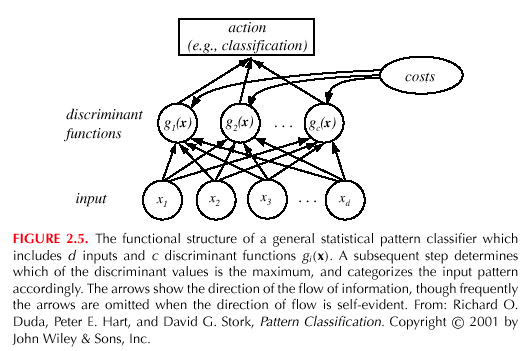 action
(e.g., classification)
costs
discriminant
functions
g1(x) g2(x) . . . gc(x)
input
x1 x2 x3 . . . xd
FIGURE 2.5. The functional structure of a general statistical pattern classifier which
includes d inputs and c discriminant functions gi(x). A subsequent step determines
which of the discriminant values is the maximum, and categorizes the input pattern
accordingly. The arrows show the direction of the flow of information, though frequently
the arrows are omitted when the direction of flow is self-evident. From: Richard O.
Duda, Peter E. Hart, and David G. Stork, Pattern Classification. Copyright © 2001 by
John Wiley & Sons, Inc.